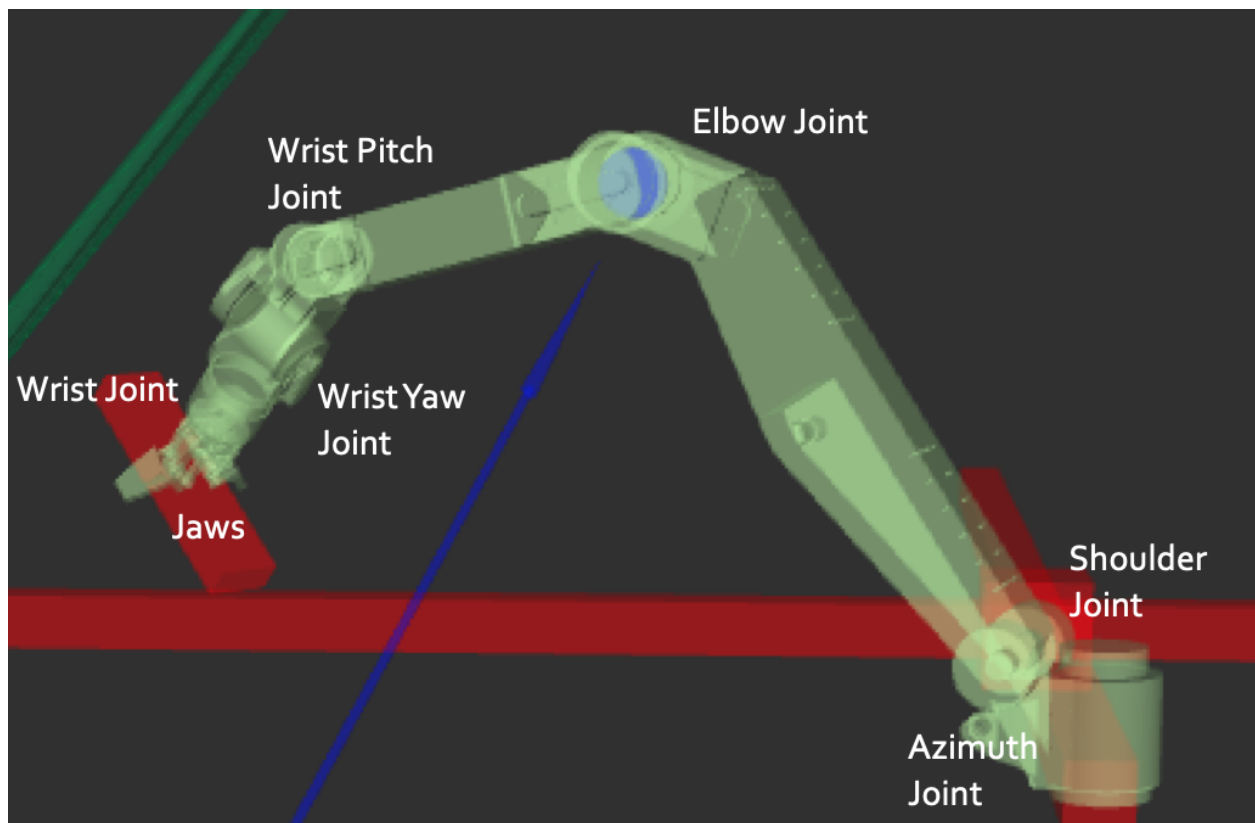 Elbow Joint
Wrist Pitch
Joint
Wrist Joint
Wrist Yaw
Joint
Jaws
Shoulder
Joint
Azimuth
Joint